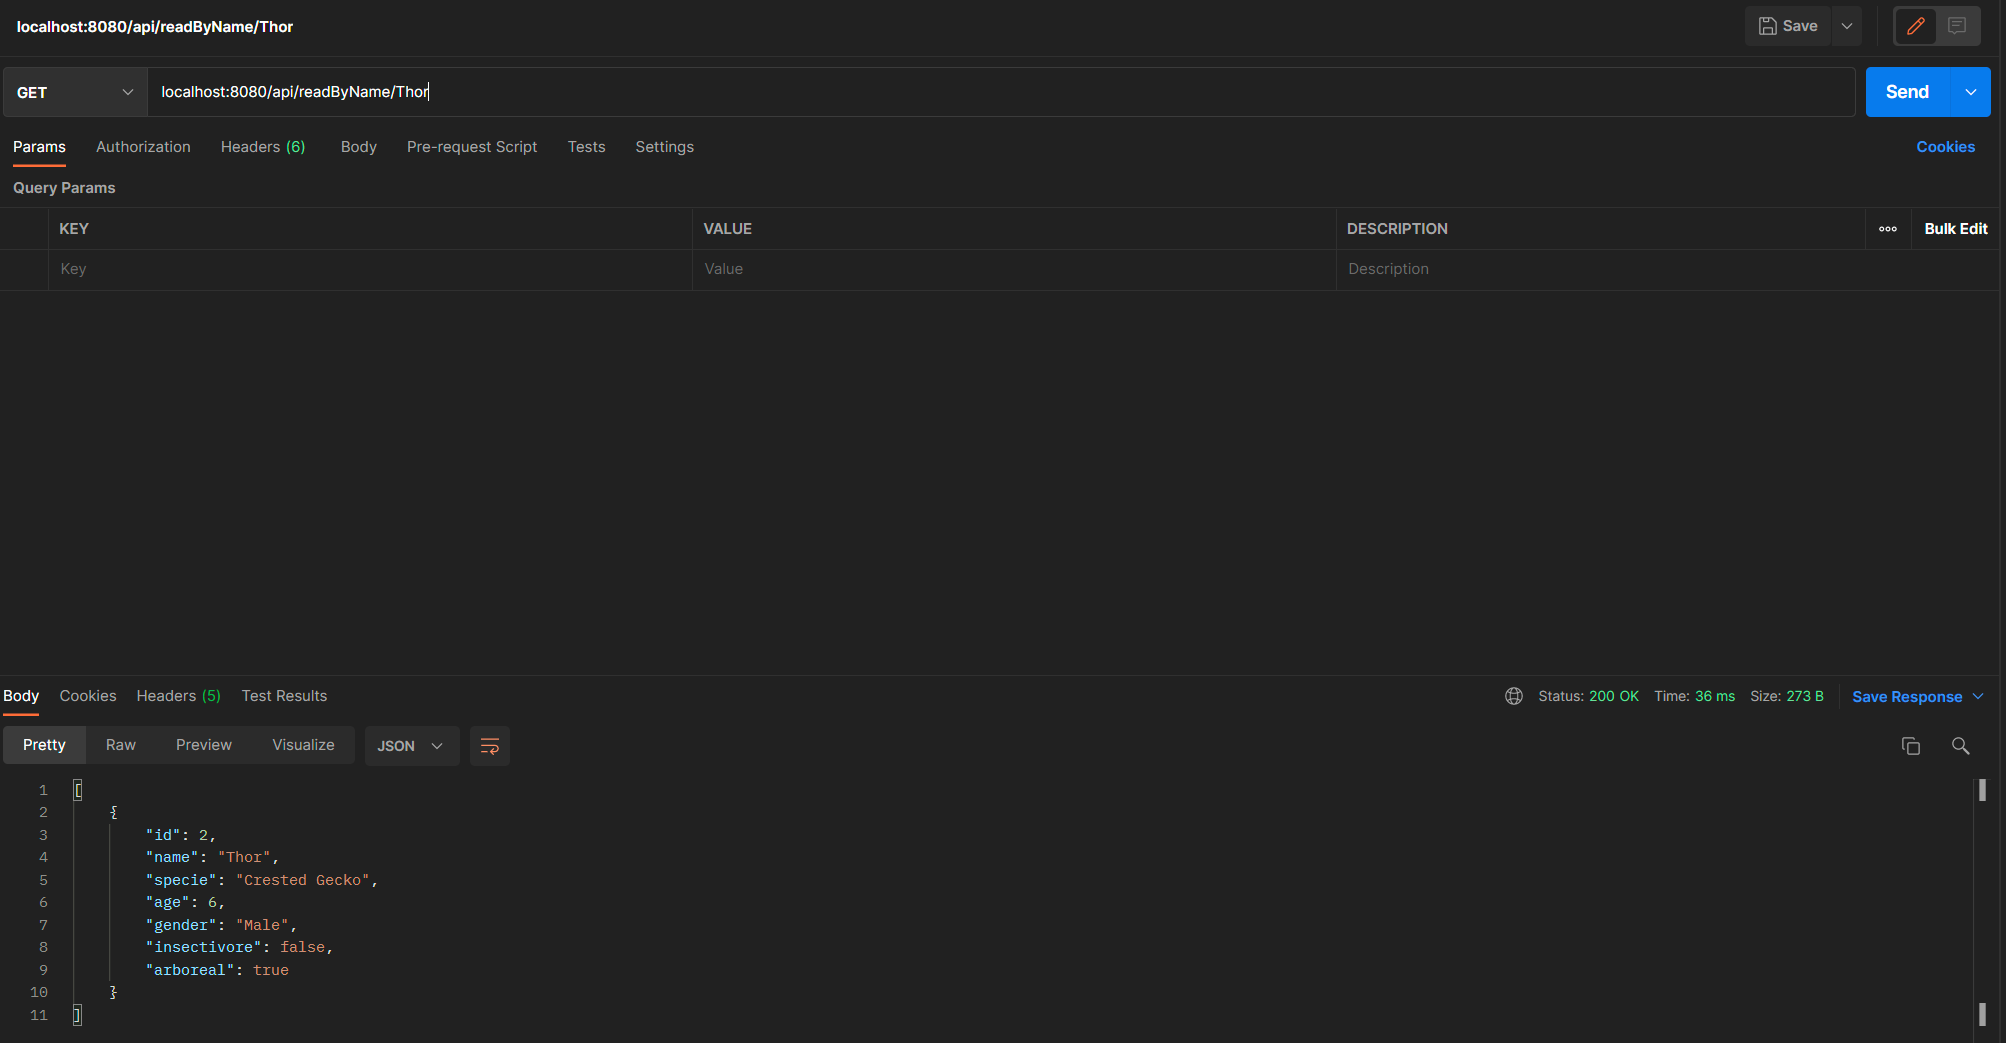 localhost:8080/api/readByName/Thor
Save
GET
localhost:8080/api/readByName/Thor
Send
Params Authorization Headers (6) Body Pre-request Script Tests Settings Cookies
Query Params
KEY VALUE DESCRIPTION ooo Bulk Edit
Key Value Description
Body Cookies Headers (5) Test Results Status: 200 OK Time: 36 ms Size: 273 B Save Response
Pretty Raw Preview Visualize JSON
1 [
2 {
3 "id": 2,
4 "name": "Thor",
5 "specie": "Crested Gecko",
6 "age": 6,
7 "gender": "Male",
8 "insectivore": false,
9 "arboreal": true
10 }
11 ]